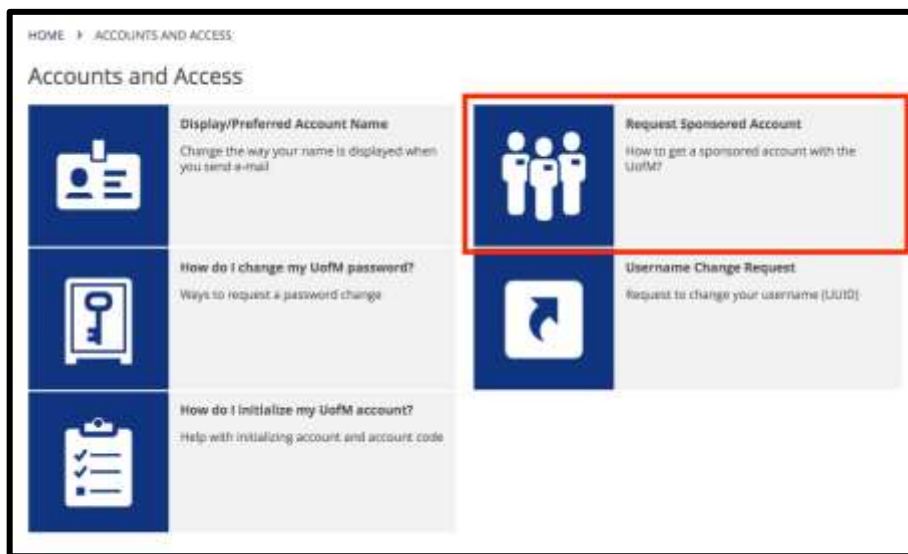 HOME ▸ ACCOUNTS AND ACCESS
Accounts and Access
Display/Preferred Account Name
Change the way your name is displayed when
you send e-mail
Request Sponsored Account
How to get a sponsored account with the
UofM?
How do I change my UofM password?
Ways to request a password change
Username Change Request
Request to change your username (UUID)
How do I initialize my UofM account?
Help with initializing account and account code